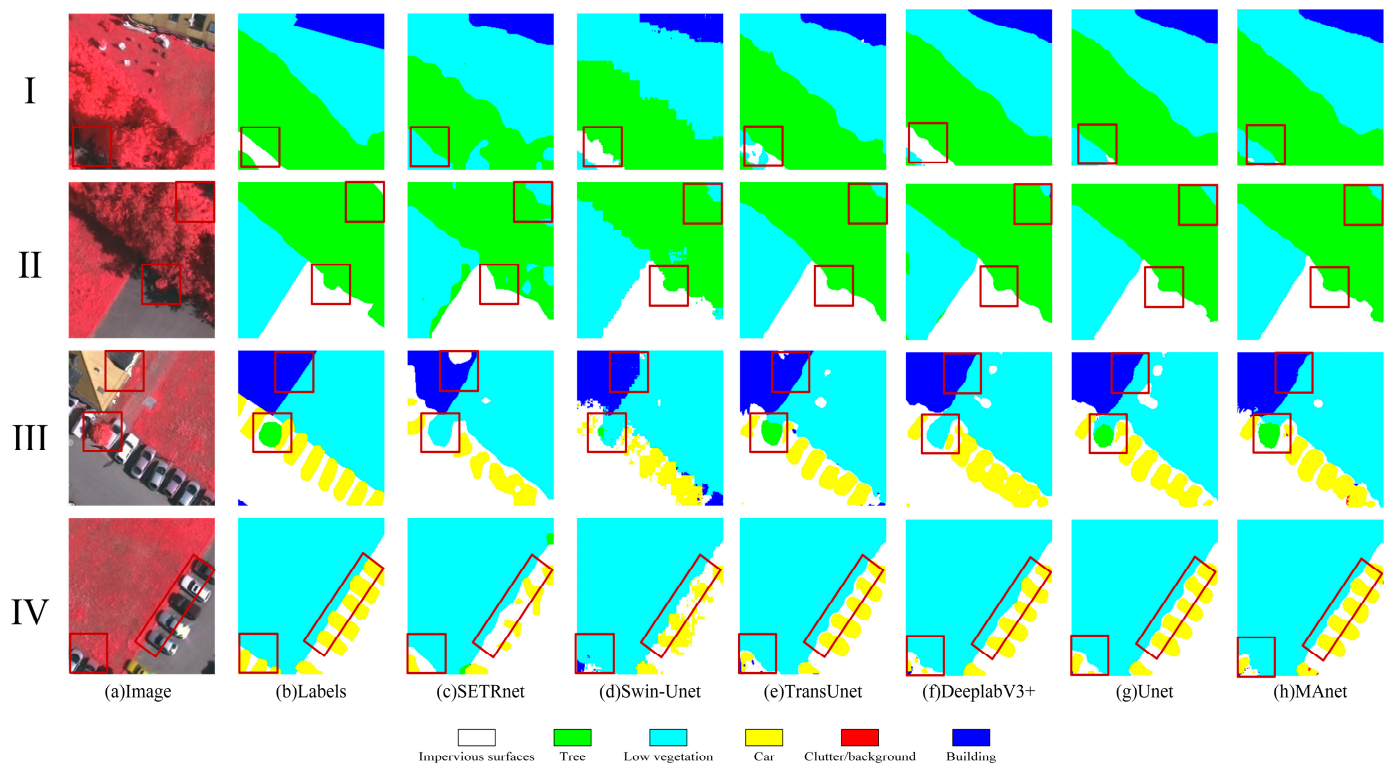 I
II
III
IV
(a)Image (b)Labels (c)SETRnet (d)Swin-Unet (e)TransUnet (f)DeeplabV3+ (g)Unet (h)MAnet
Impervious surfaces Tree Low vegetation Car Clutter/background Building